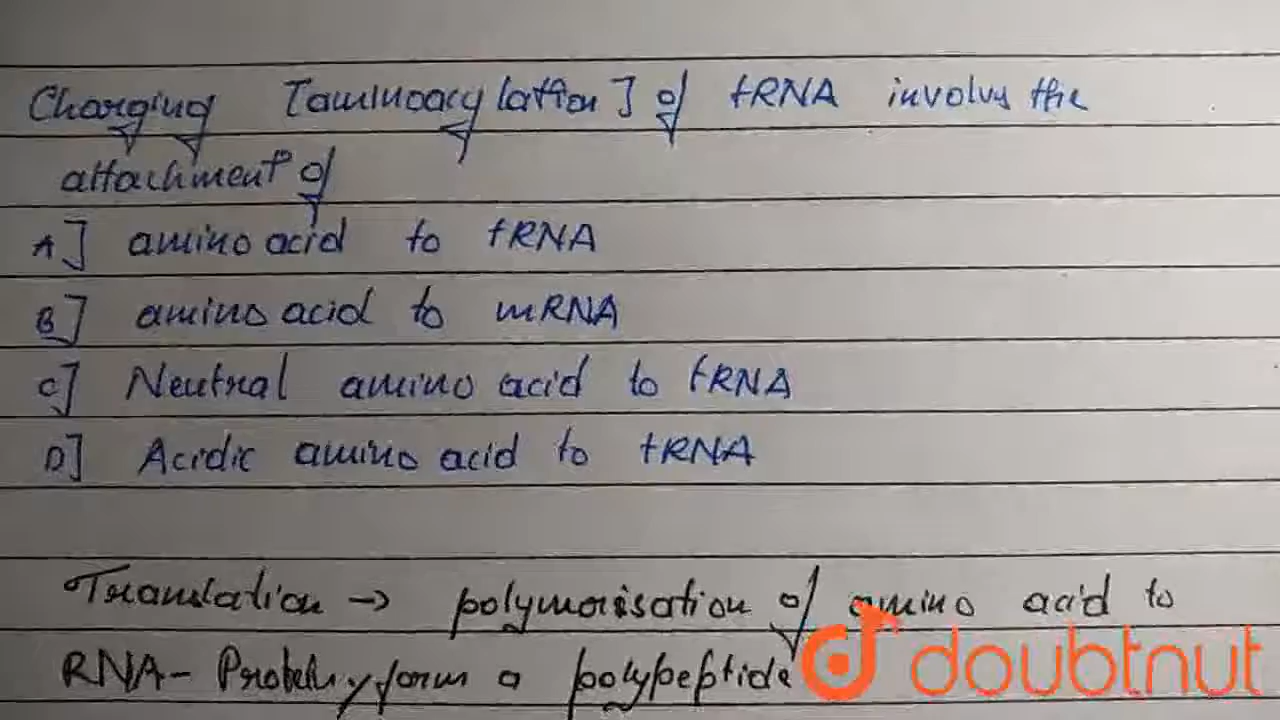 Charging [aminoacylation] of tRNA involves the
attachment of
A] amino acid to tRNA
B] amino acid to mRNA
C] Neutral amino acid to tRNA
D] Acidic amino acid to tRNA
Translation → polymerisation of amino acid to
RNA - form a polypeptide
doubtnut